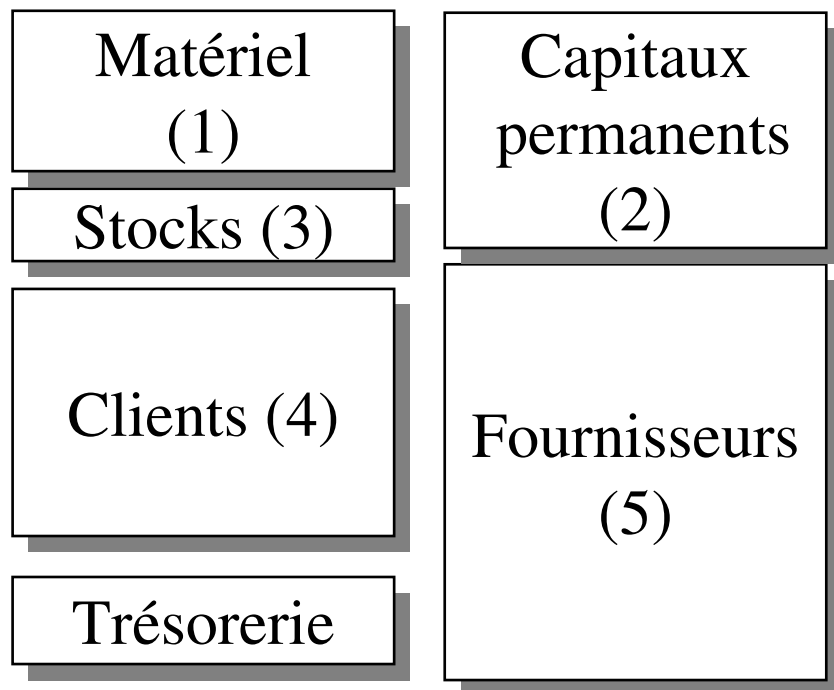 Matériel
(1)
Stocks (3)
Clients (4)
Trésorerie
Capitaux
permanents
(2)
Fournisseurs
(5)